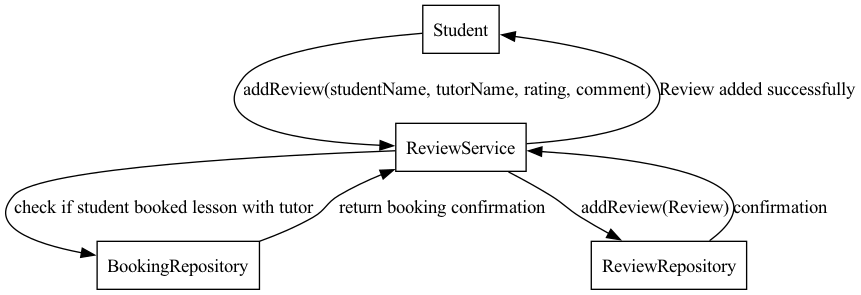 Student
addReview(studentName, tutorName, rating, comment)
Review added successfully
ReviewService
check if student booked lesson with tutor
return booking confirmation
addReview(Review)
confirmation
BookingRepository
ReviewRepository